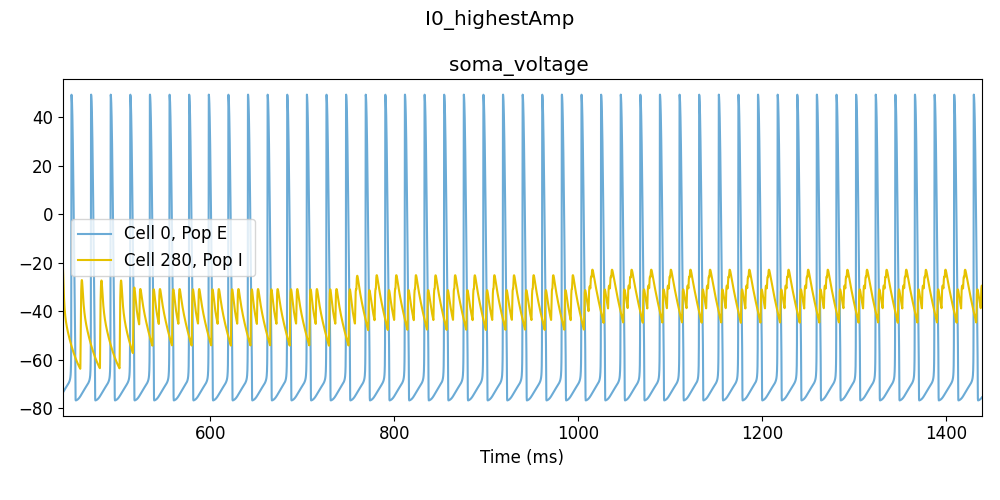 I0_highestAmp
soma_voltage
40
20
0
−20
−40
−60
−80
Cell 0, Pop E
Cell 280, Pop I
600
800
1000
1200
1400
Time (ms)